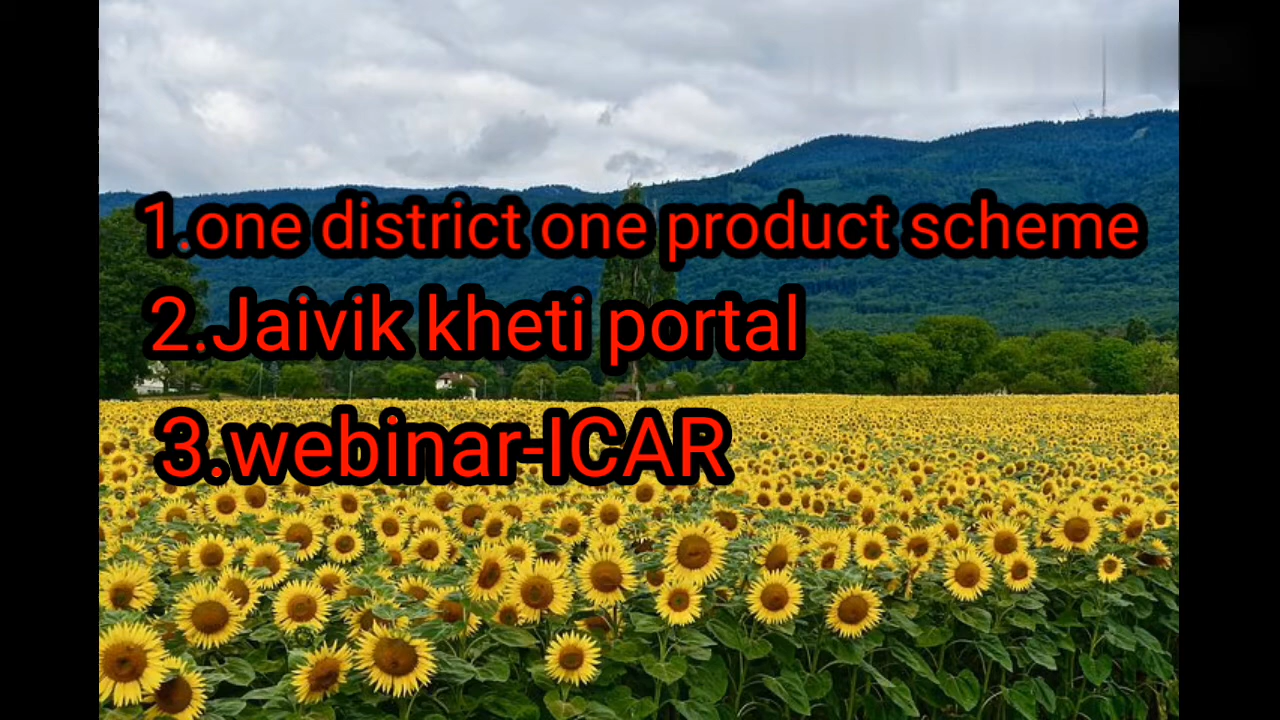 1.one district one product scheme
2.Jaivik kheti portal
3.webinar-ICAR